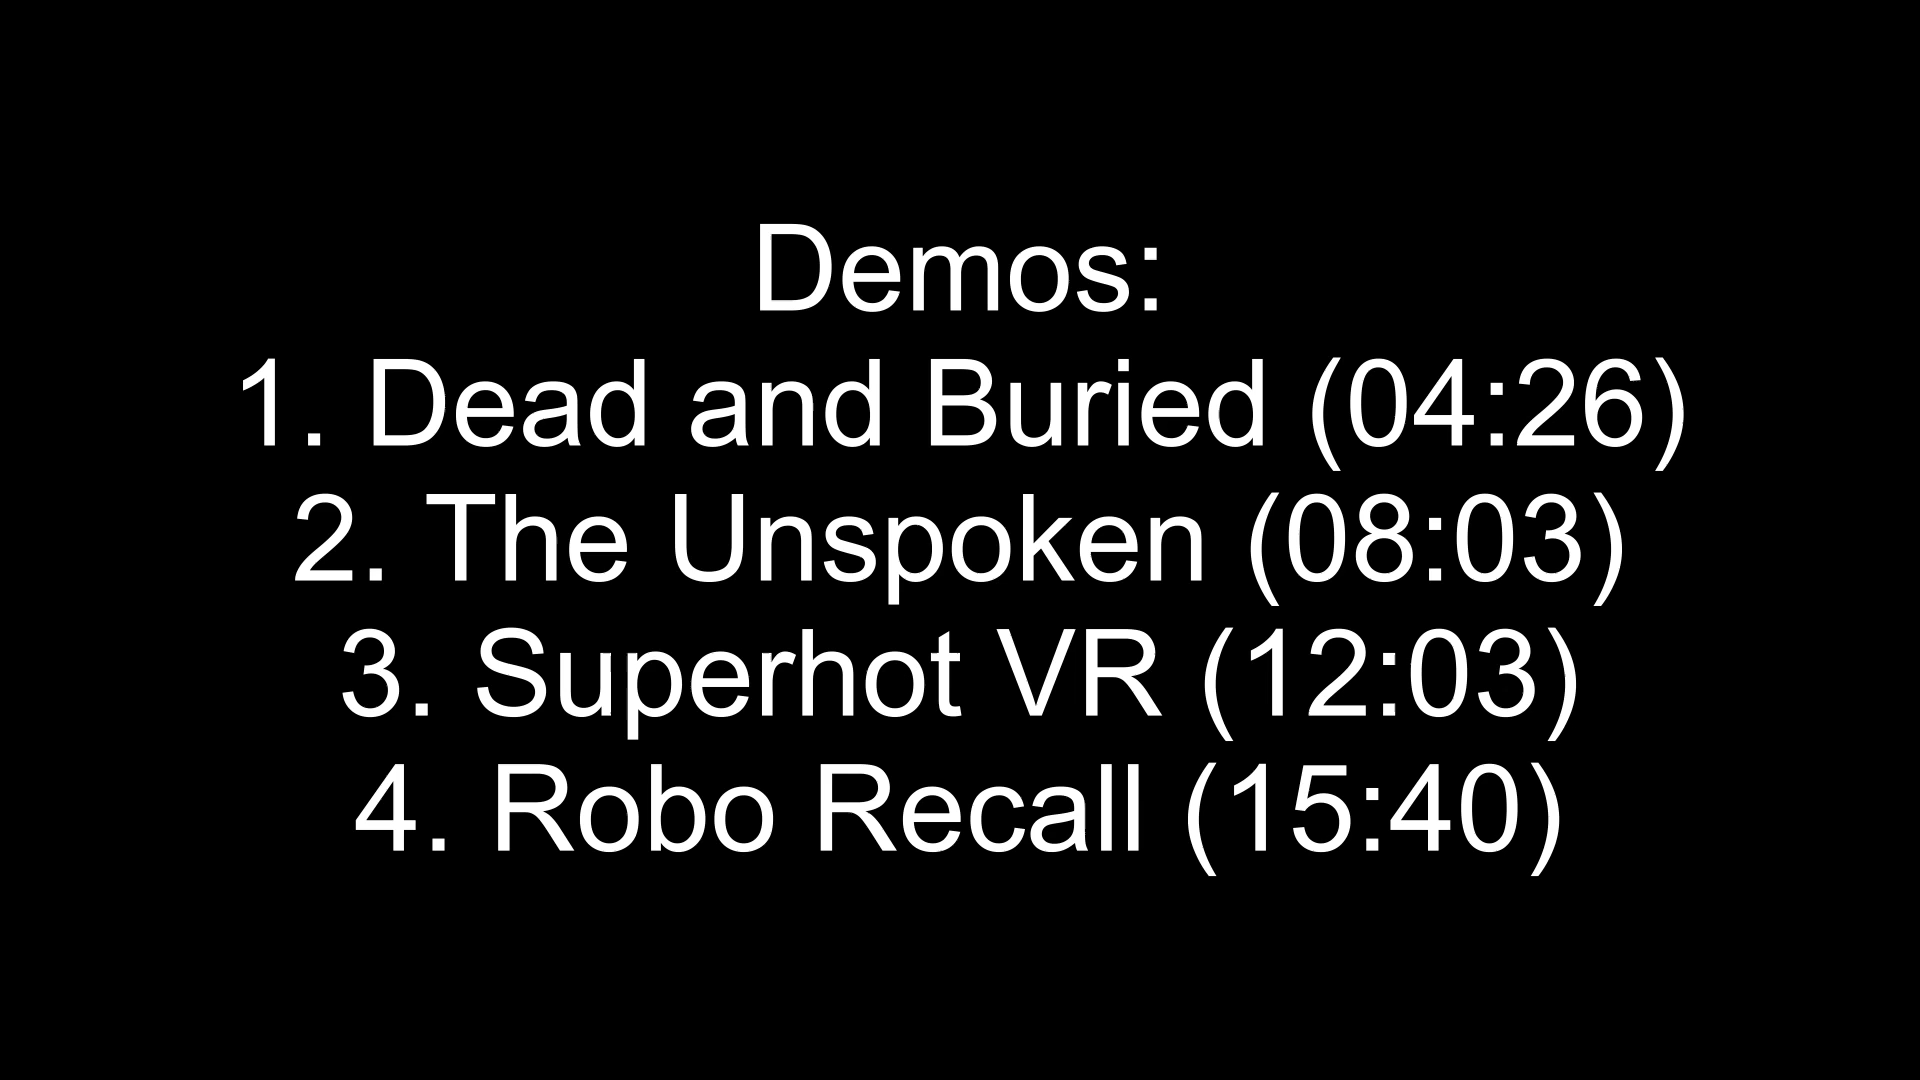 Demos:
1. Dead and Buried (04:26)
2. The Unspoken (08:03)
3. Superhot VR (12:03)
4. Robo Recall (15:40)